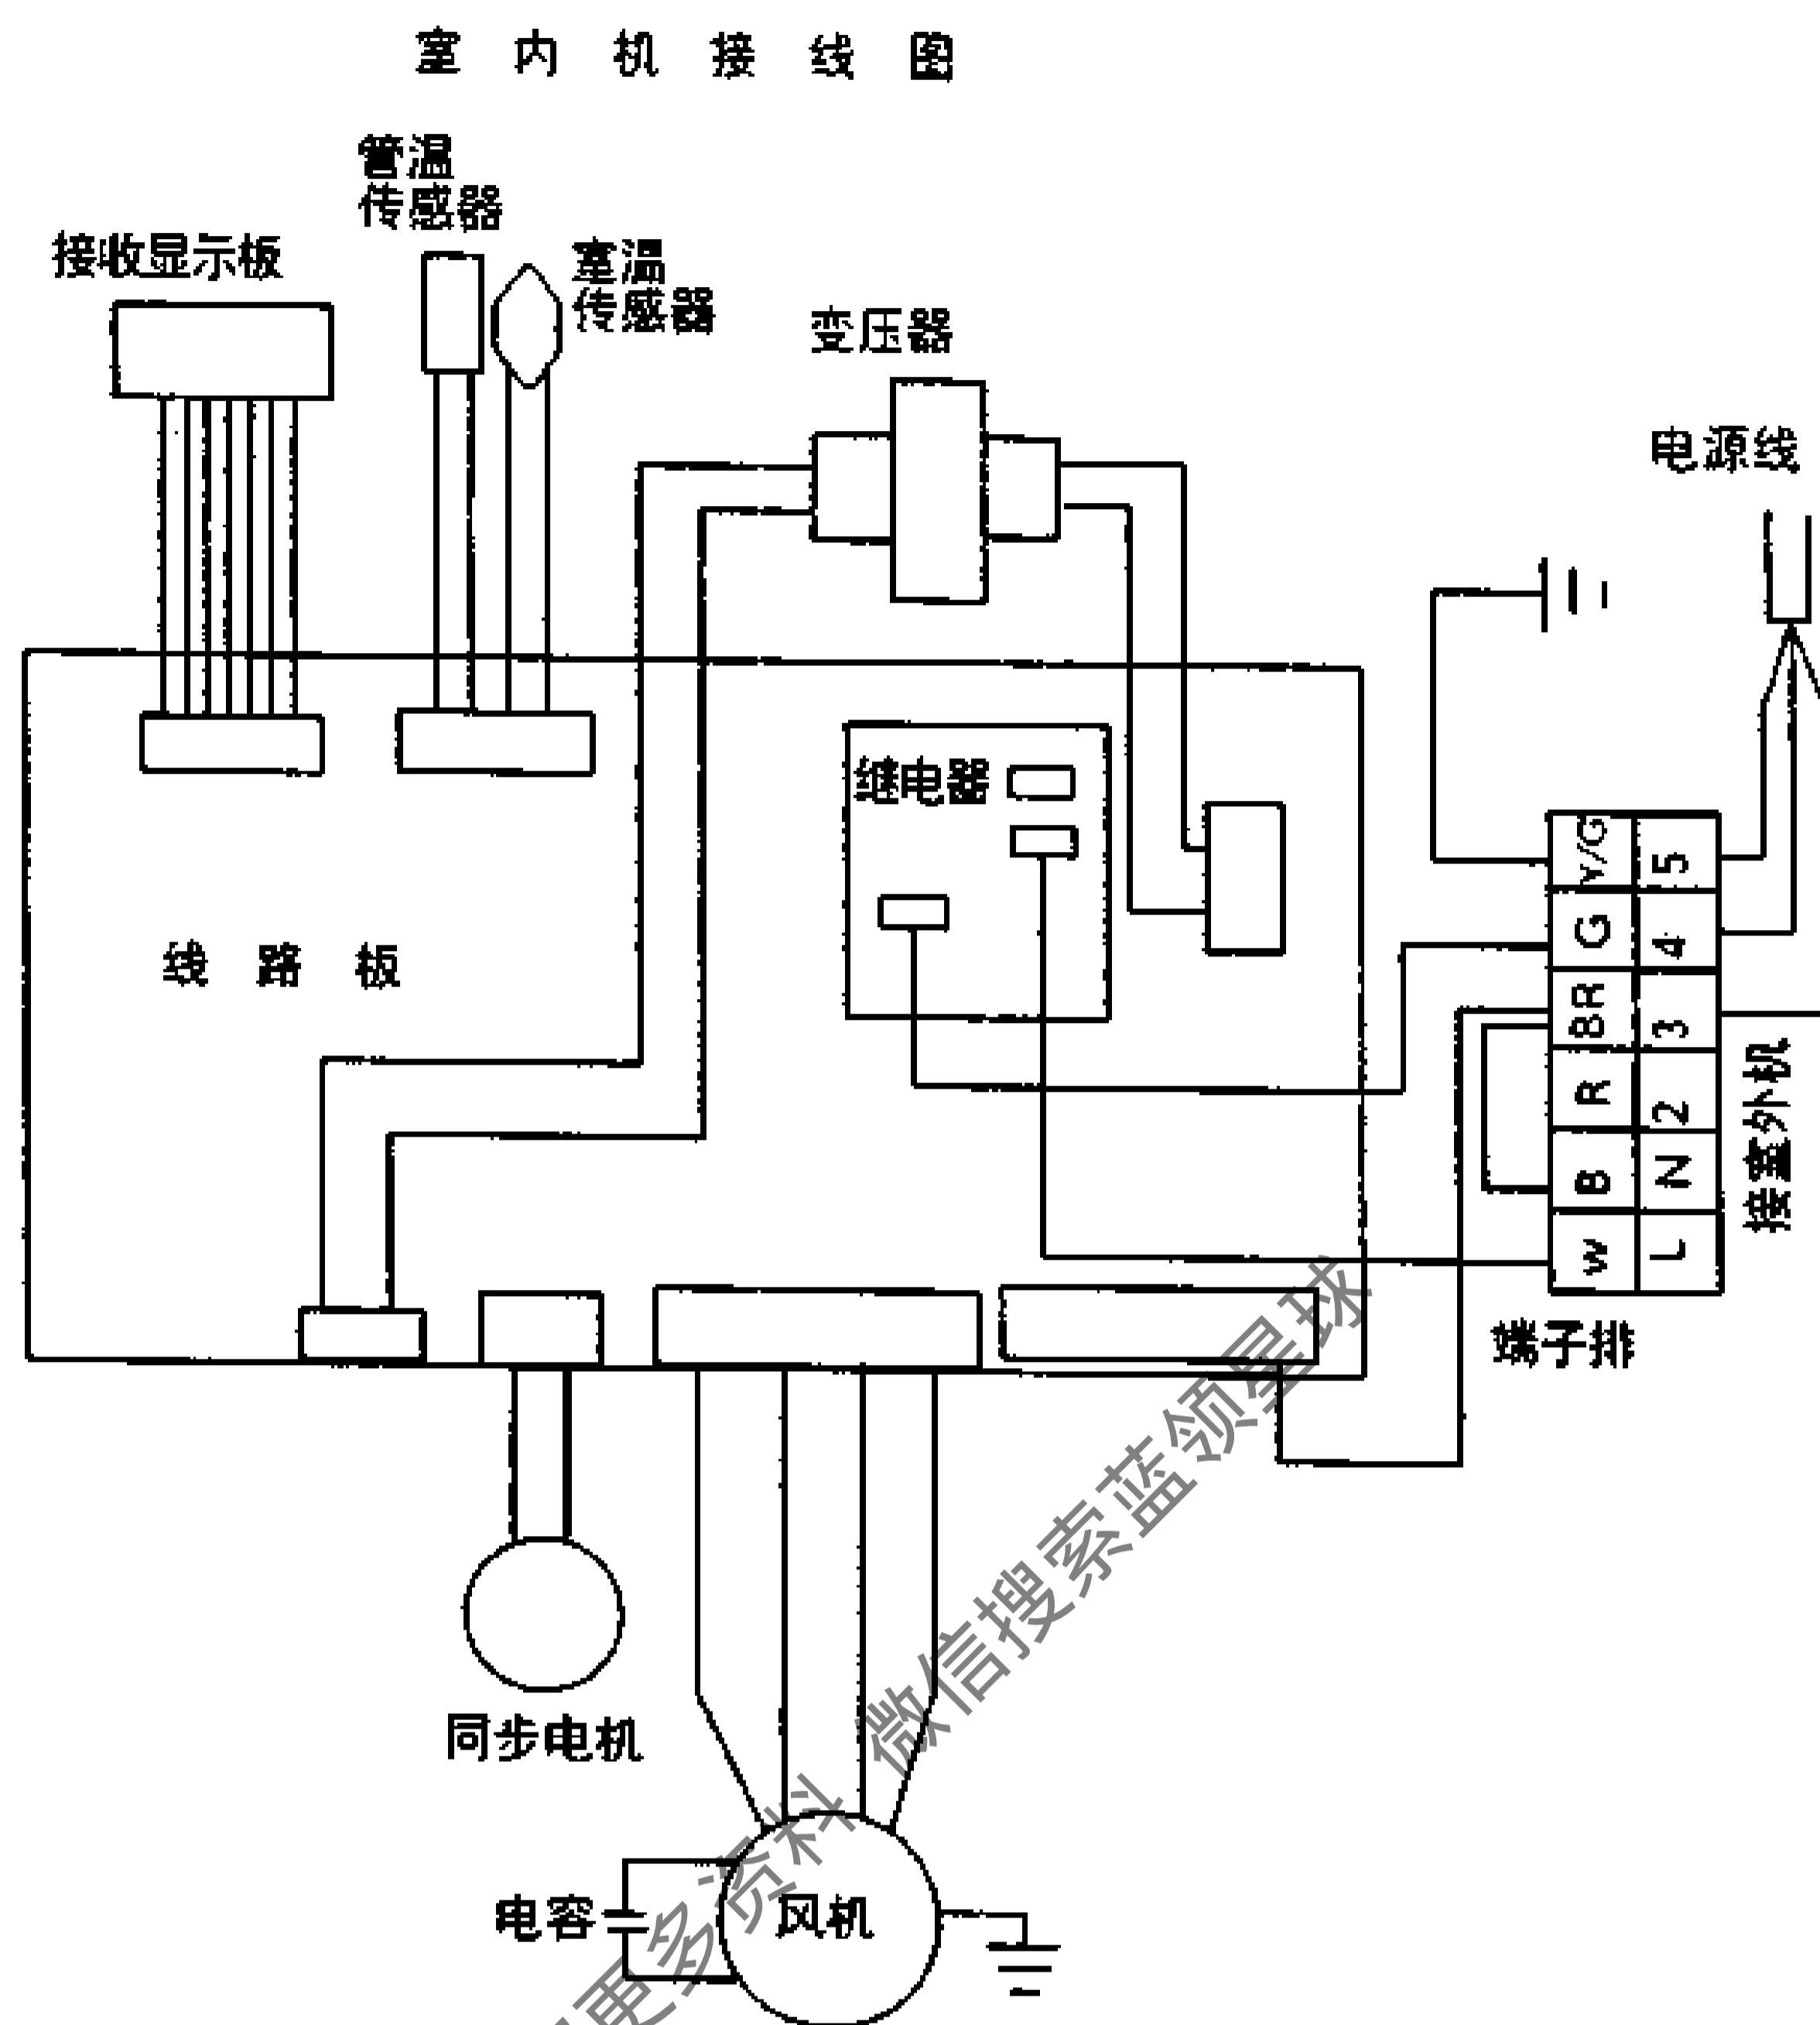 室内机接线图
管温
传感器
接收显示板
室温
传感器
变压器
电源线
继电器
线路板
Y/G 5
G 4
BR 3
R 2
B N
W L
接室外机
端子排
同步电机
电容
风机
更多资料 微信搜索蓝领星球